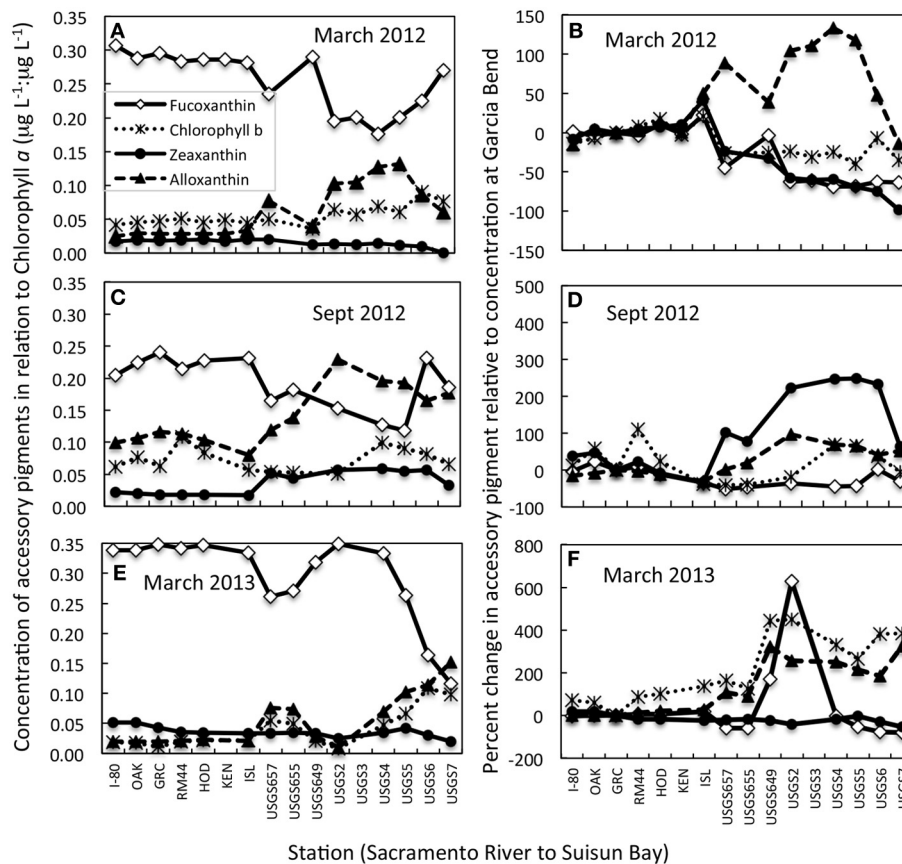 Concentration of accessory pigments in relation to Chlorophyll a (µg L-1:µg L-1)
A
March 2012
0.35
0.30
0.25
0.20
0.15
0.10
0.05
0.00
Fucoxanthin
Chlorophyll b
Zeaxanthin
Alloxanthin
Percent change in accessory pigment relative to concentration at Garcia Bend
B
March 2012
150
100
50
0
-50
-100
-150
C
Sept 2012
0.35
0.30
0.25
0.20
0.15
0.10
0.05
0.00
D
Sept 2012
500
400
300
200
100
0
-100
-200
E
March 2013
0.35
0.30
0.25
0.20
0.15
0.10
0.05
0.00
I-80
OAK
GRC
RM44
HOD
KEN
ISL
USGS657
USGS655
USGS649
USGS2
USGS3
USGS4
USGS5
USGS6
USGS7
F
March 2013
800
600
400
200
0
-200
I-80
OAK
GRC
RM44
HOD
KEN
ISL
USGS657
USGS655
USGS649
USGS2
USGS3
USGS4
USGS5
USGS6
USGS7
Station (Sacramento River to Suisun Bay)